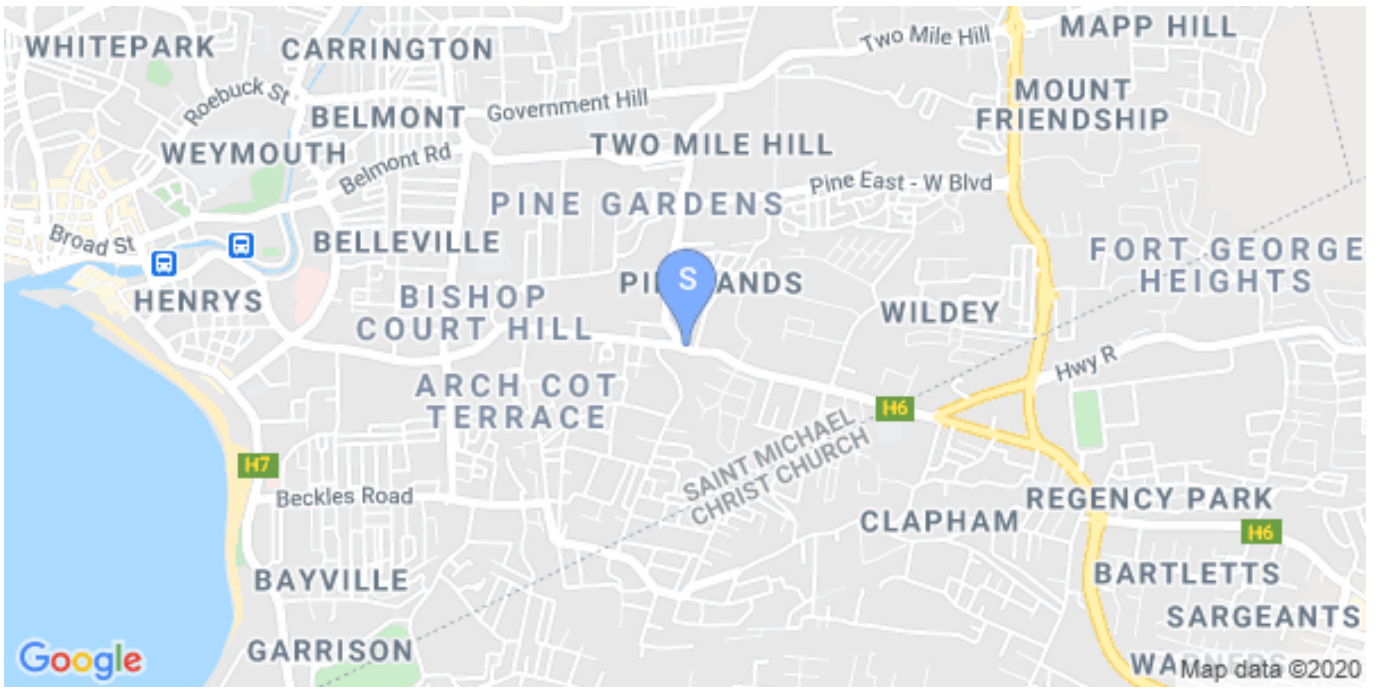 WHITEPARK
CARRINGTON
Two Mile Hill
MAPP HILL
Roebuck St
BELMONT
Government Hill
MOUNT
FRIENDSHIP
WEYMOUTH
Belmont Rd
TWO MILE HILL
PINE GARDENS
Pine East - W Blvd
Broad St
BELLEVILLE
FORT GEORGE
HEIGHTS
HENRYS
BISHOP
COURT HILL
S
ANDS
WILDEY
Hwy R
ARCH COT
TERRACE
H6
SAINT MICHAEL
CHRIST CHURCH
H7
Beckles Road
REGENCY PARK
CLAPHAM
H6
BAYVILLE
BARTLETTS
SARGEANTS
GARRISON
Google
Map data ©2020